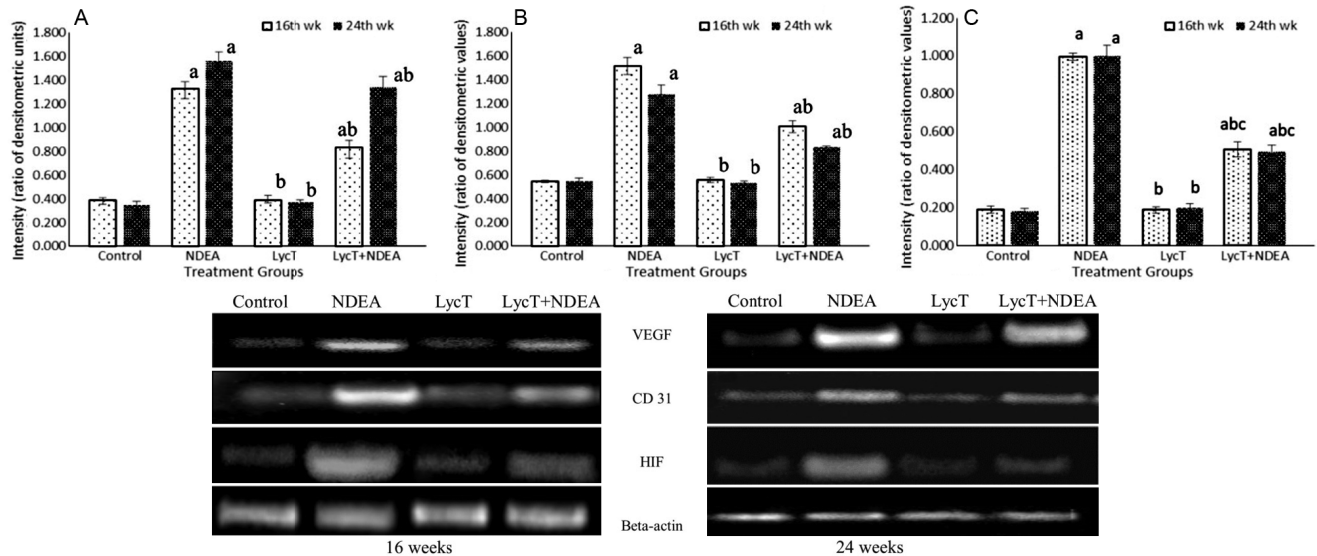 A
16th wk 24th wk
Intensity (ratio of densitometric units)
1.800
1.600
1.400
1.200
1.000
0.800
0.600
0.400
0.200
0.000
a
a
b
b
ab
ab
Control NDEA LycT LycT+NDEA
Treatment Groups
B
16th wk 24th wk
Intensity (ratio of densitometric values)
1.800
1.600
1.400
1.200
1.000
0.800
0.600
0.400
0.200
0.000
a
a
b b
ab
ab
Control NDEA LycT LycT+NDEA
Treatment Groups
C
16th wk 24th wk
Intensity (ratio of densitometric values)
1.200
1.000
0.800
0.600
0.400
0.200
0.000
a a
b b
abc abc
Control NDEA LycT LycT+NDEA
Treatment Groups
Control NDEA LycT LycT+NDEA
Control NDEA LycT LycT+NDEA
VEGF
CD 31
HIF
Beta-actin
16 weeks
24 weeks